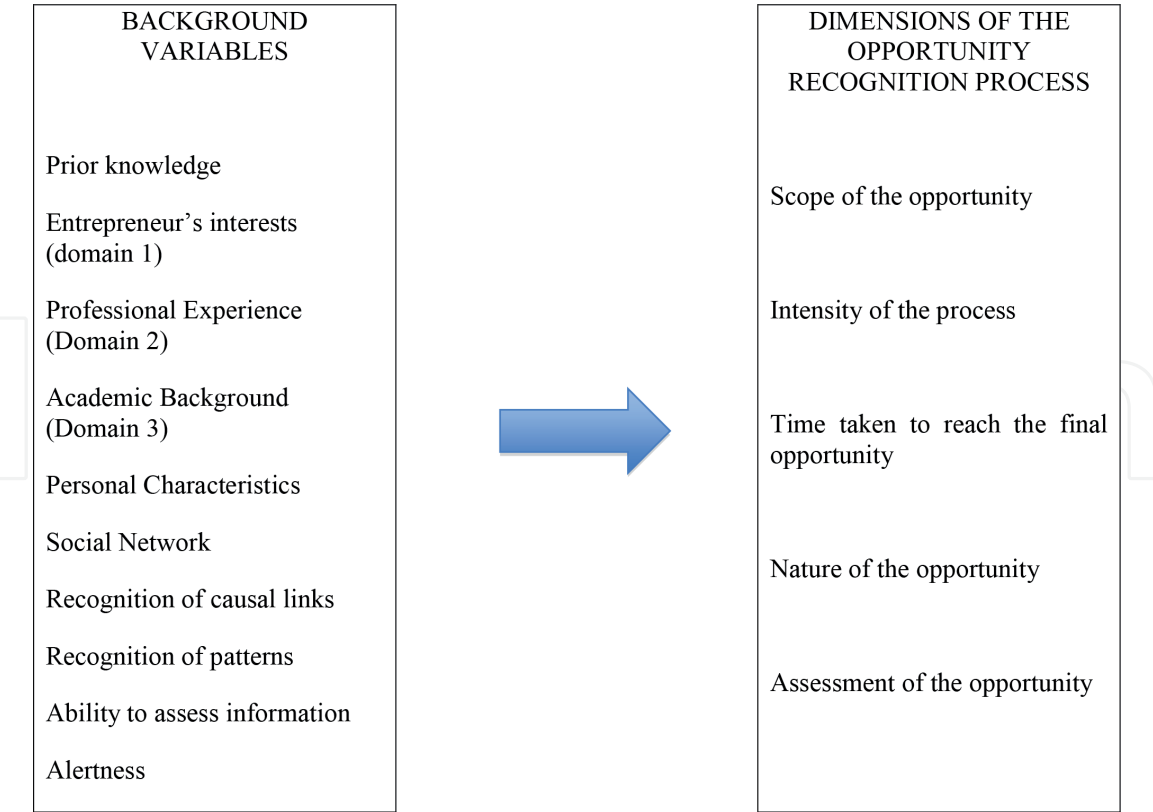 BACKGROUND
VARIABLES
Prior knowledge
Entrepreneur’s interests
(domain 1)
Professional Experience
(Domain 2)
Academic Background
(Domain 3)
Personal Characteristics
Social Network
Recognition of causal links
Recognition of patterns
Ability to assess information
Alertness
DIMENSIONS OF THE
OPPORTUNITY
RECOGNITION PROCESS
Scope of the opportunity
Intensity of the process
Time taken to reach the final
opportunity
Nature of the opportunity
Assessment of the opportunity